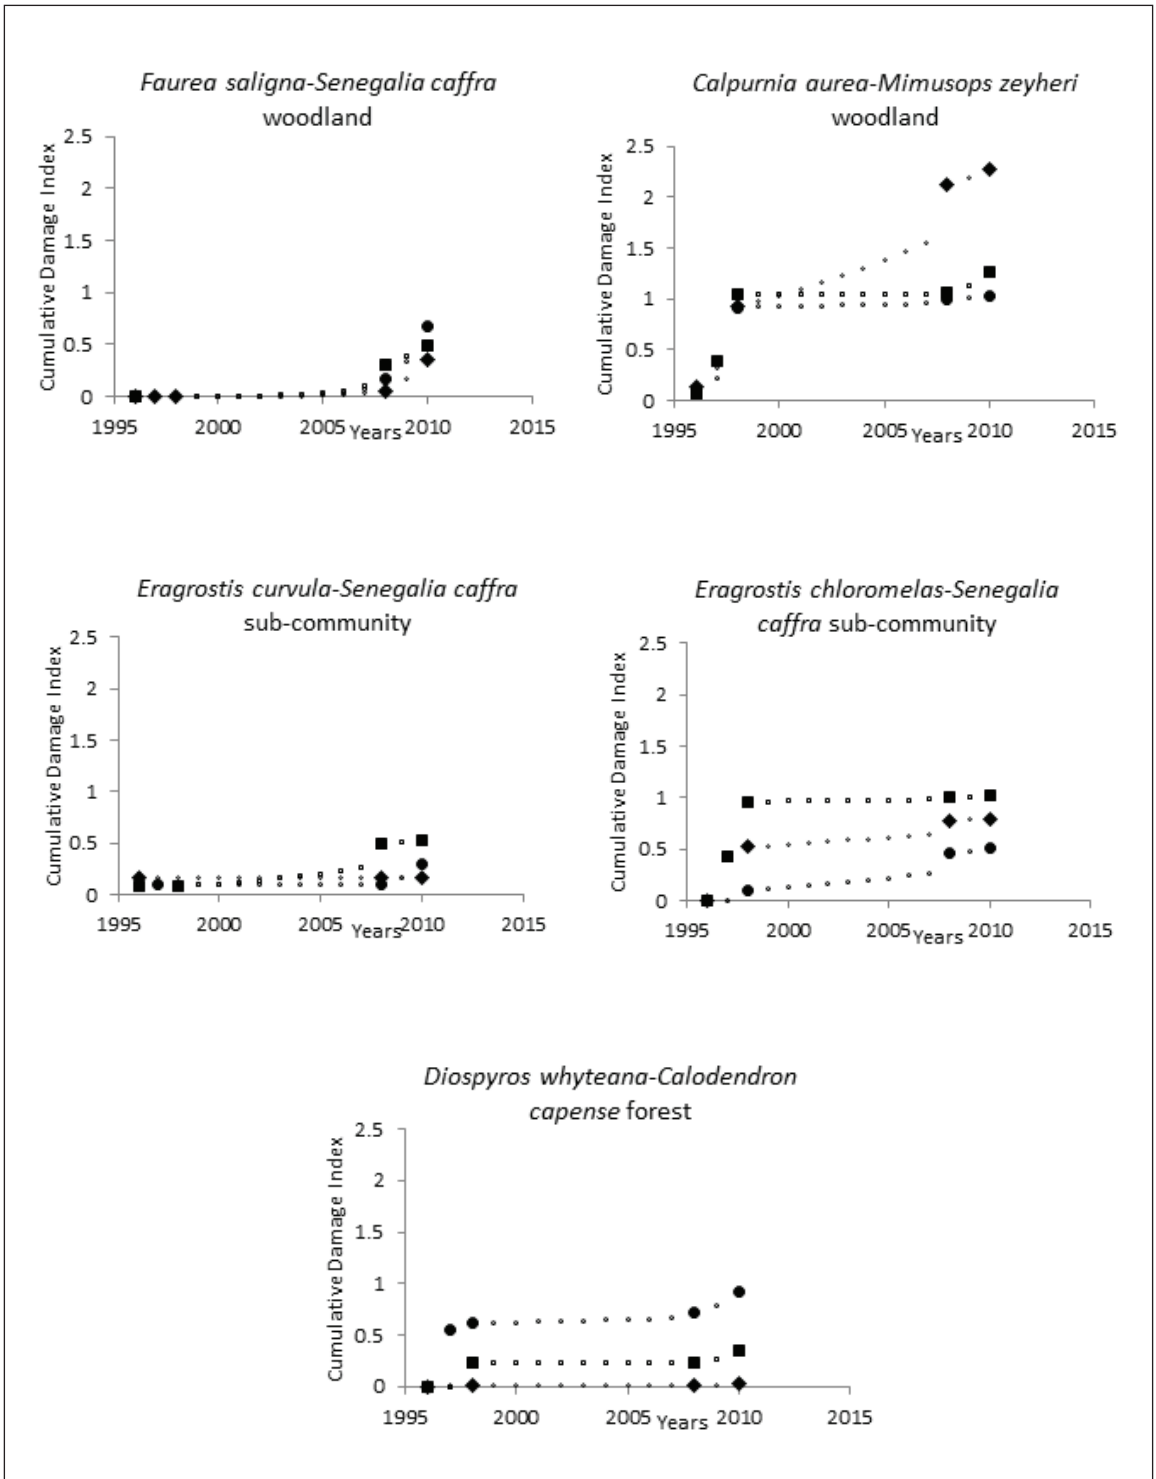 Faurea saligna-Senegalia caffra
woodland
Cumulative Damage Index
2.5
2
1.5
1
0.5
0
1995 2000 2005 Years 2010 2015
Calpurnia aurea-Mimusops zeyheri
woodland
Cumulative Damage Index
2.5
2
1.5
1
0.5
0
1995 2000 2005 Years 2010 2015
Eragrostis curvula-Senegalia caffra
sub-community
Cumulative Damage Index
2.5
2
1.5
1
0.5
0
1995 2000 2005 Years 2010 2015
Eragrostis chloromelas-Senegalia
caffra sub-community
Cumulative Damage Index
2.5
2
1.5
1
0.5
0
1995 2000 2005 Years 2010 2015
Diospyros whyteana-Calodendron
capense forest
Cumulative Damage Index
2.5
2
1.5
1
0.5
0
1995 2000 2005 Years 2010 2015